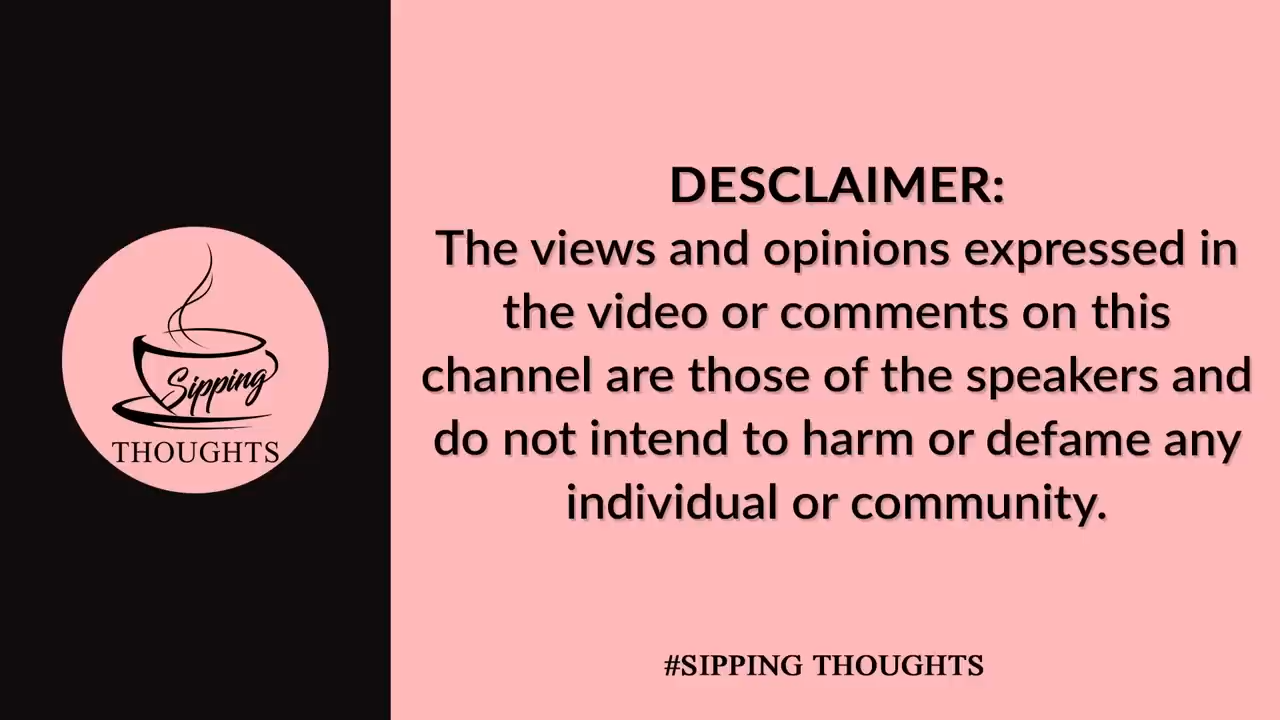 Sipping
THOUGHTS
DESCLAIMER:
The views and opinions expressed in
the video or comments on this
channel are those of the speakers and
do not intend to harm or defame any
individual or community.
#SIPPING THOUGHTS